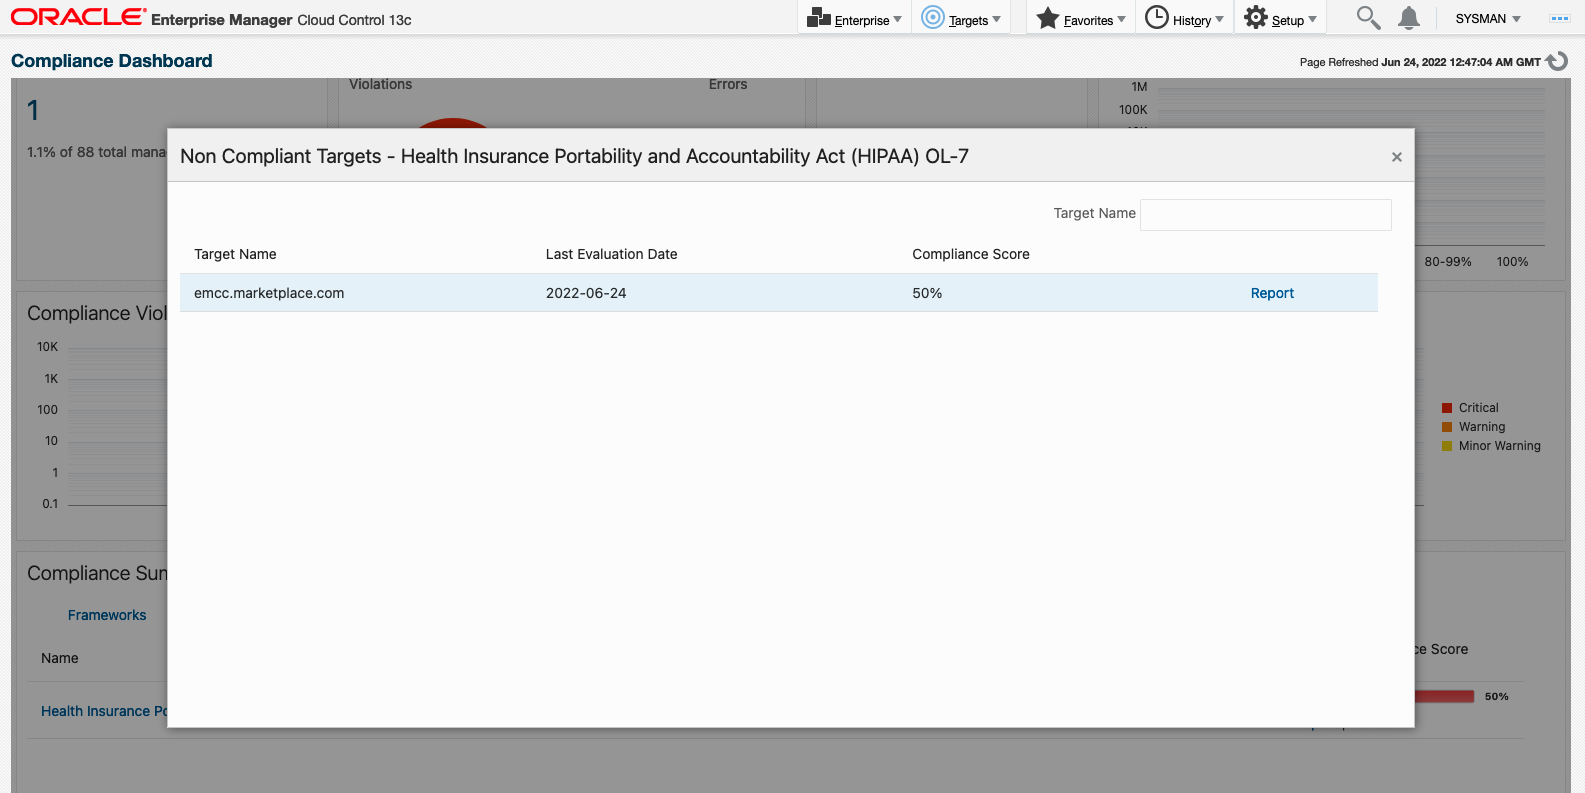 ORACLE Enterprise Manager Cloud Control 13c
Enterprise Targets Favorites History Setup SYSMAN
Compliance Dashboard
Page Refreshed Jun 24, 2022 12:47:04 AM GMT
Violations Errors
1
1.1% of 88 total mana
1M
100K
80-99% 100%
Non Compliant Targets - Health Insurance Portability and Accountability Act (HIPAA) OL-7
×
Target Name
Target Name Last Evaluation Date Compliance Score
emcc.marketplace.com 2022-06-24 50% Report
Compliance Viol
10K
1K
100
10
1
0.1
Critical
Warning
Minor Warning
Compliance Sum
Frameworks
Name
ce Score
Health Insurance Po
50%